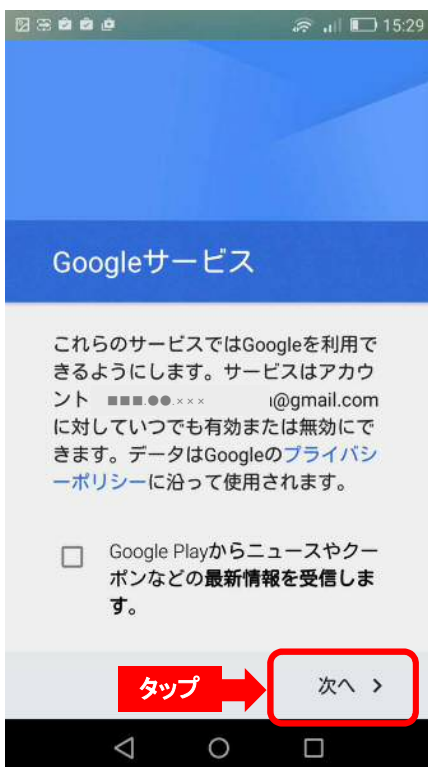 15:29
Googleサービス
これらのサービスではGoogleを利用で
きるようにします。サービスはアカウ
ント ■■■.●●.××× @gmail.com
に対していつでも有効または無効にで
きます。データはGoogleのプライバシ
ーポリシーに沿って使用されます。
Google Playからニュースやクー
ポンなどの最新情報を受信しま
す。
タップ
次へ >